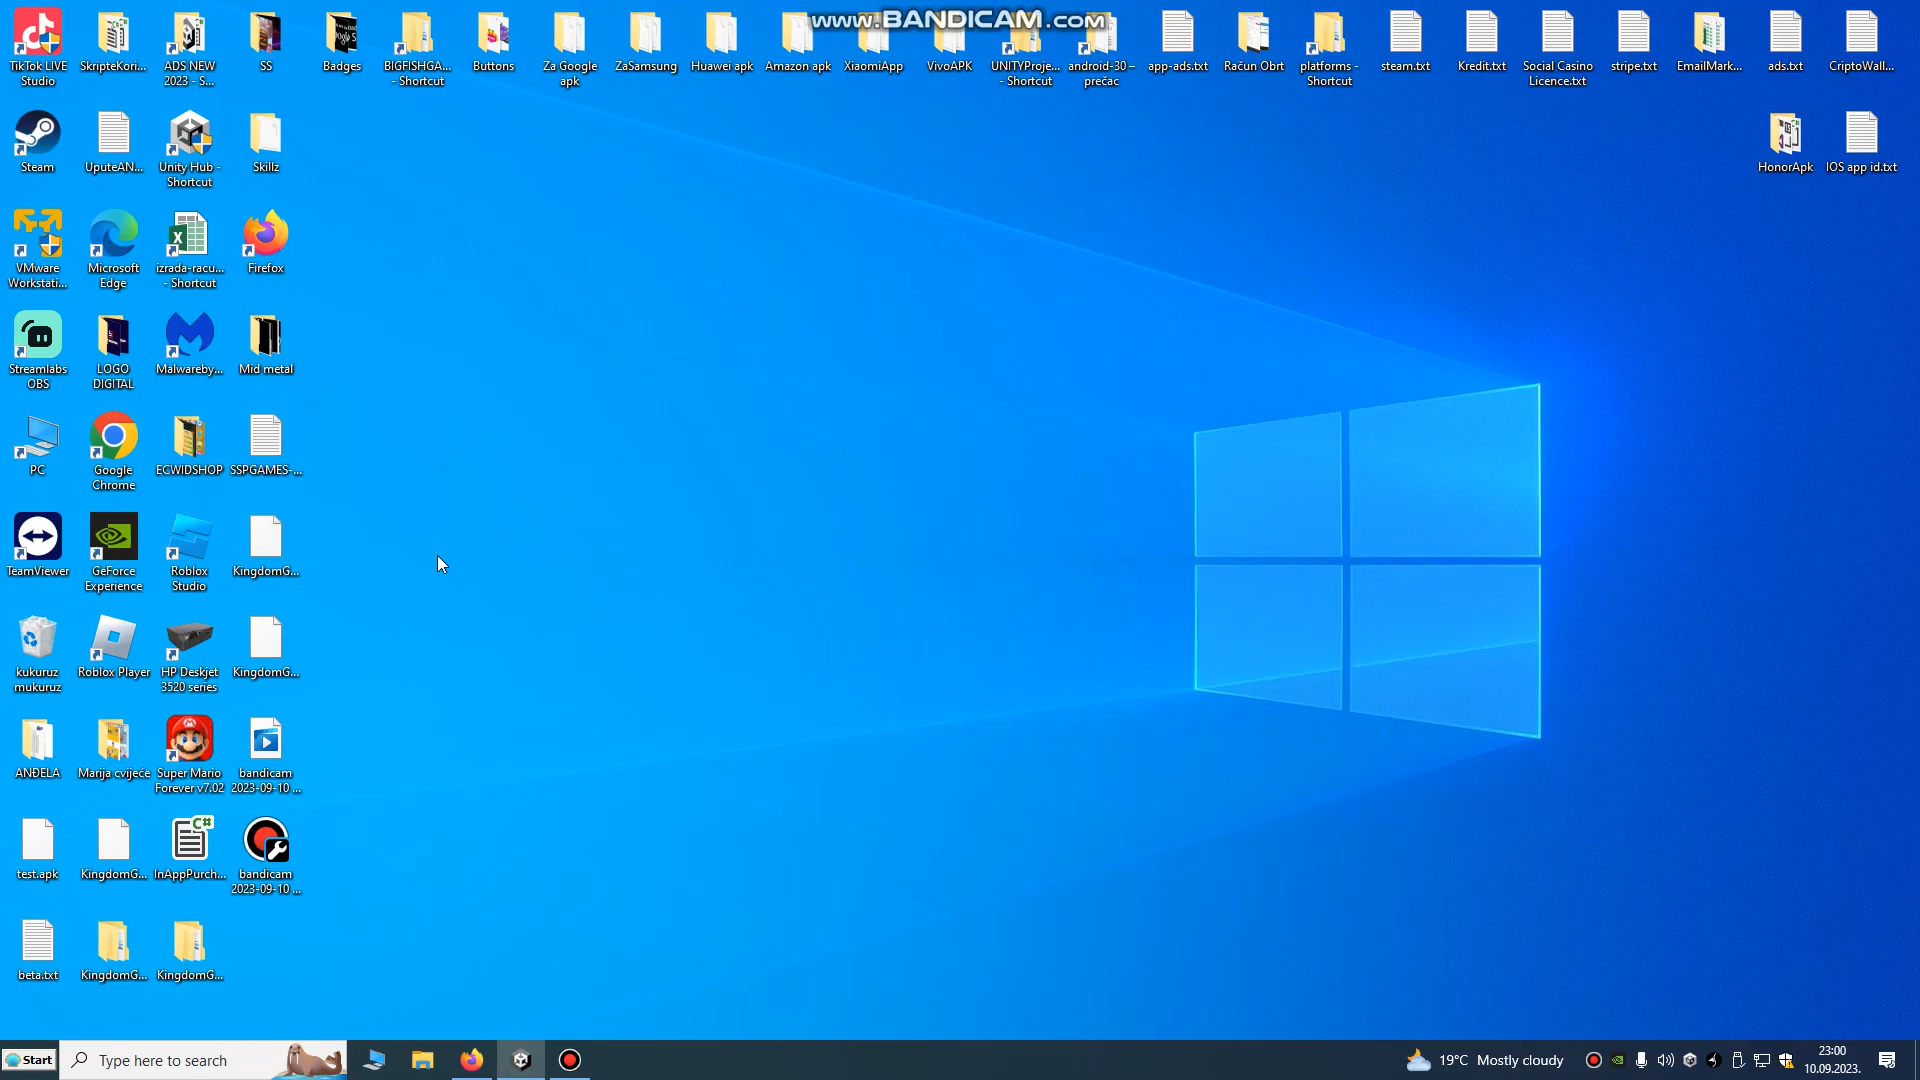 www.BANDICAM.com
TikTok LIVE
Studio
SkripteKori...
ADS NEW
2023 - S...
SS
Badges
BIGFISHGA...
- Shortcut
Buttons
Za Google
apk
ZaSamsung
Huawei apk
Amazon apk
XiaomiApp
VivoAPK
UNITYProje...
- Shortcut
android-30 –
prečac
app-ads.txt
Račun Obrt
platforms -
Shortcut
steam.txt
Kredit.txt
Social Casino
Licence.txt
stripe.txt
EmailMark...
ads.txt
CriptoWall...
Steam
UputeAN...
Unity Hub -
Shortcut
Skillz
HonorApk
IOS app id.txt
VMware
Workstati...
Microsoft
Edge
izrada-racu...
- Shortcut
Firefox
Streamlabs
OBS
LOGO
DIGITAL
Malwareby...
Mid metal
PC
Google
Chrome
ECWIDSHOP
SSPGAMES-...
TeamViewer
GeForce
Experience
Roblox
Studio
KingdomG...
kukuruz
mukuruz
Roblox Player
HP Deskjet
3520 series
KingdomG...
ANĐELA
Marija cvijeće
Super Mario
Forever v7.02
bandicam
2023-09-10 ...
test.apk
KingdomG...
InAppPurch...
bandicam
2023-09-10 ...
beta.txt
KingdomG...
KingdomG...
Start
Type here to search
19°C Mostly cloudy
23:00
10.09.2023.